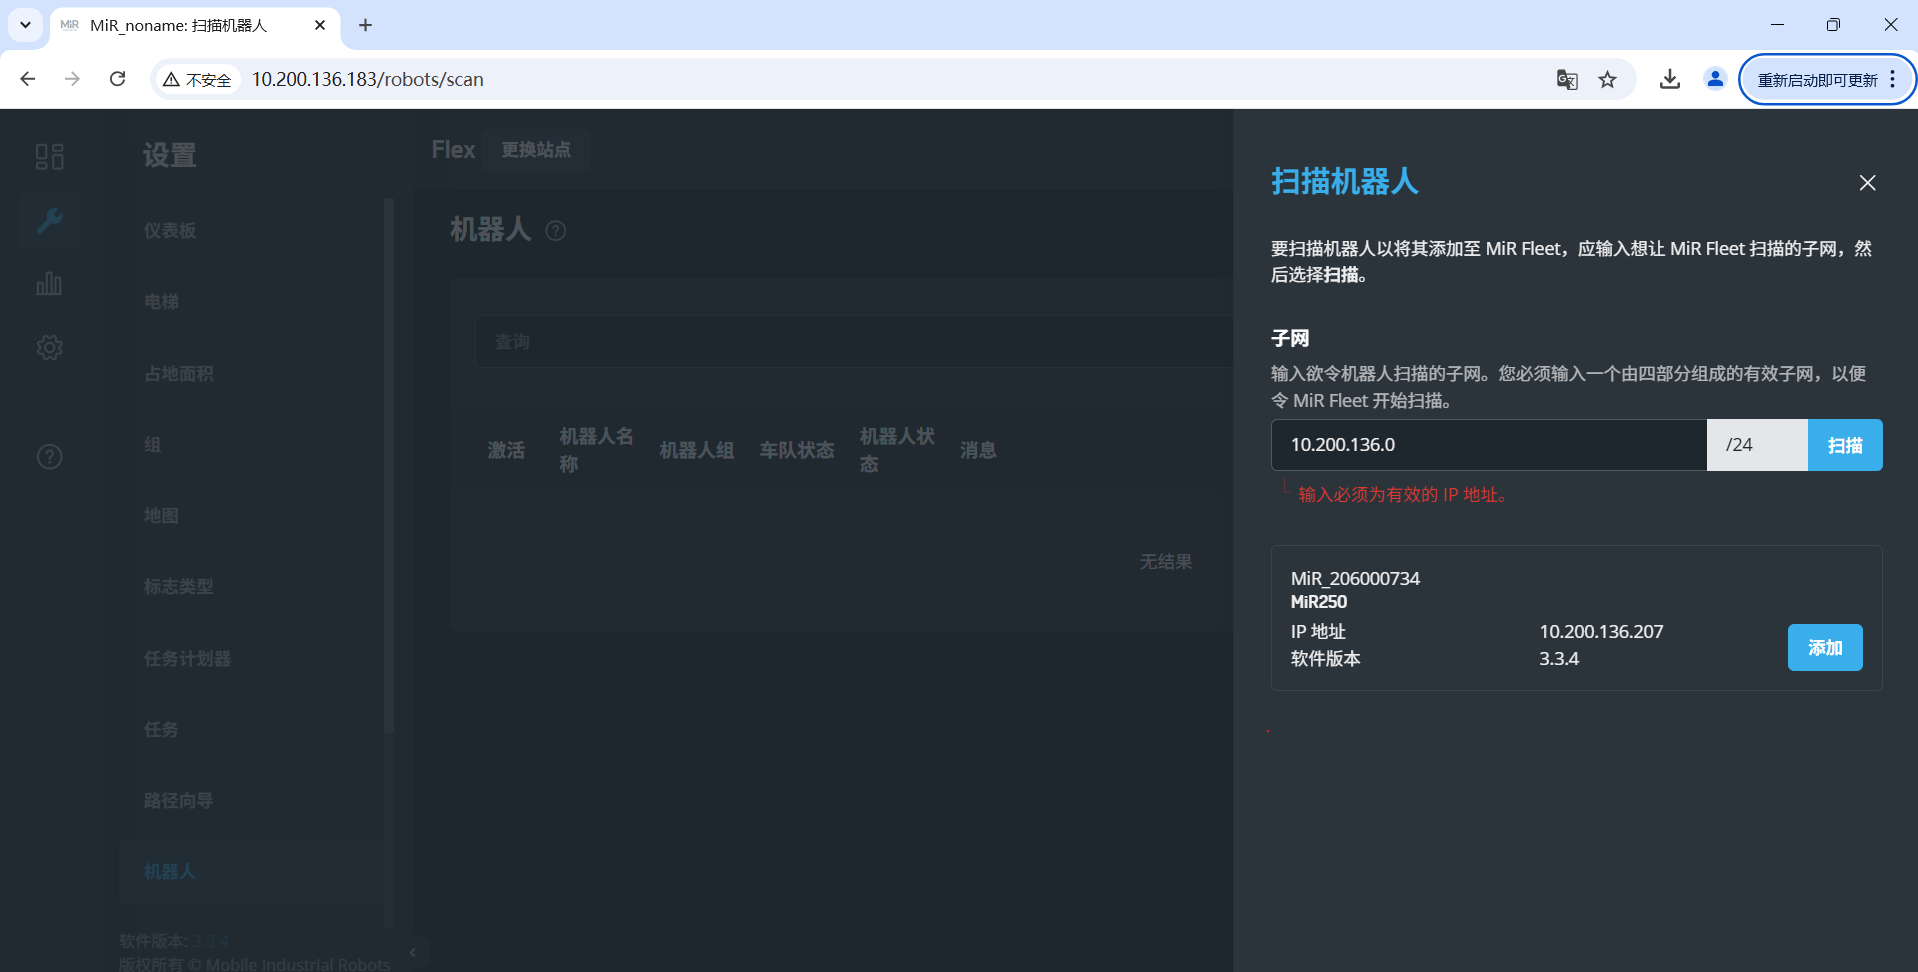 MiR MiR_noname: 扫描机器人
不安全 10.200.136.183/robots/scan 重新启动即可更新
设置
仪表板
电梯
占地面积
组
地图
标志类型
任务计划器
任务
路径向导
机器人
软件版本: 3.3.4
版权所有 © Mobile Industrial Robots
Flex 更换站点
机器人
查询
激活 机器人名称 机器人组 车队状态 机器人状态 消息
无结果
扫描机器人
要扫描机器人以将其添加至 MiR Fleet，应输入想让 MiR Fleet 扫描的子网，然
后选择扫描。
子网
输入欲令机器人扫描的子网。您必须输入一个由四部分组成的有效子网，以便
令 MiR Fleet 开始扫描。
10.200.136.0 /24 扫描
输入必须为有效的 IP 地址。
MiR_206000734
MiR250
IP 地址 10.200.136.207
软件版本 3.3.4
添加